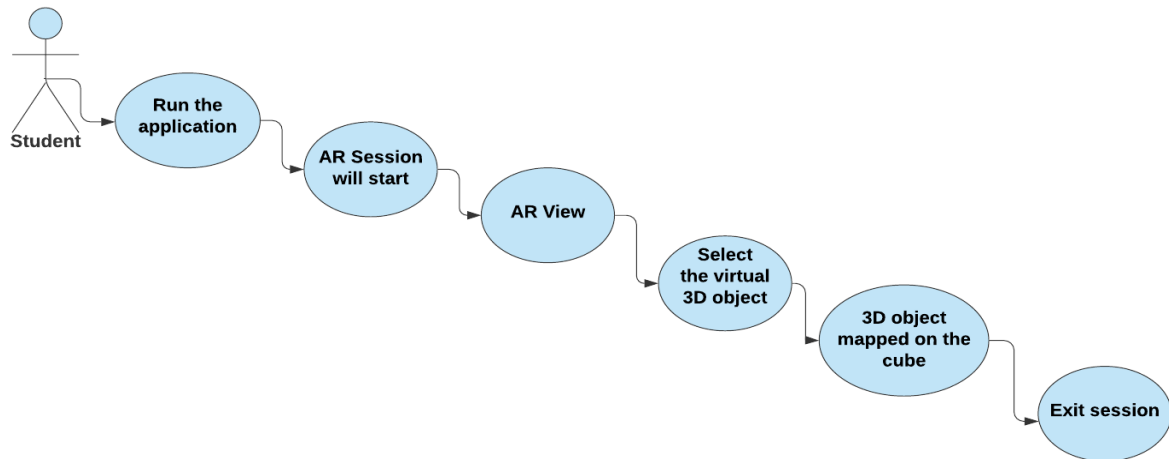 Student
Run the
application
AR Session
will start
AR View
Select
the virtual
3D object
3D object
mapped on the
cube
Exit session